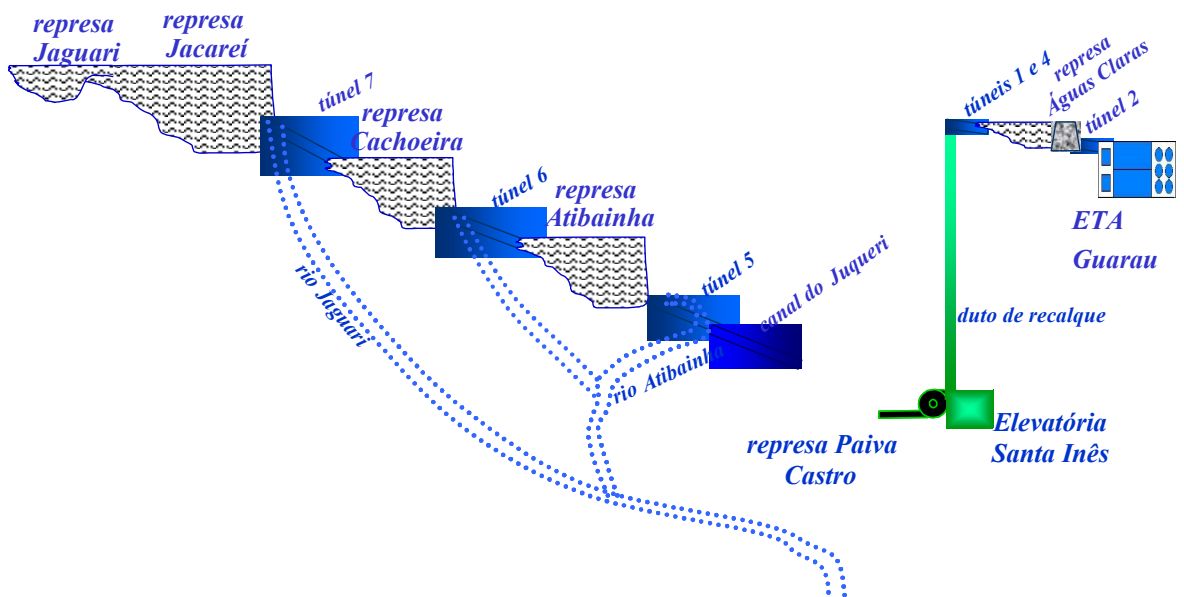 represa
Jaguari
represa
Jacareí
túnel 7
represa
Cachoeira
túnel 6
represa
Atibainha
túnel 5
canal do Juqueri
rio Jaguari
rio Atibainha
túneis 1 e 4
represa
Águas Claras
túnel 2
ETA
Guarau
duto de recalque
Elevatória
Santa Inês
represa Paiva
Castro